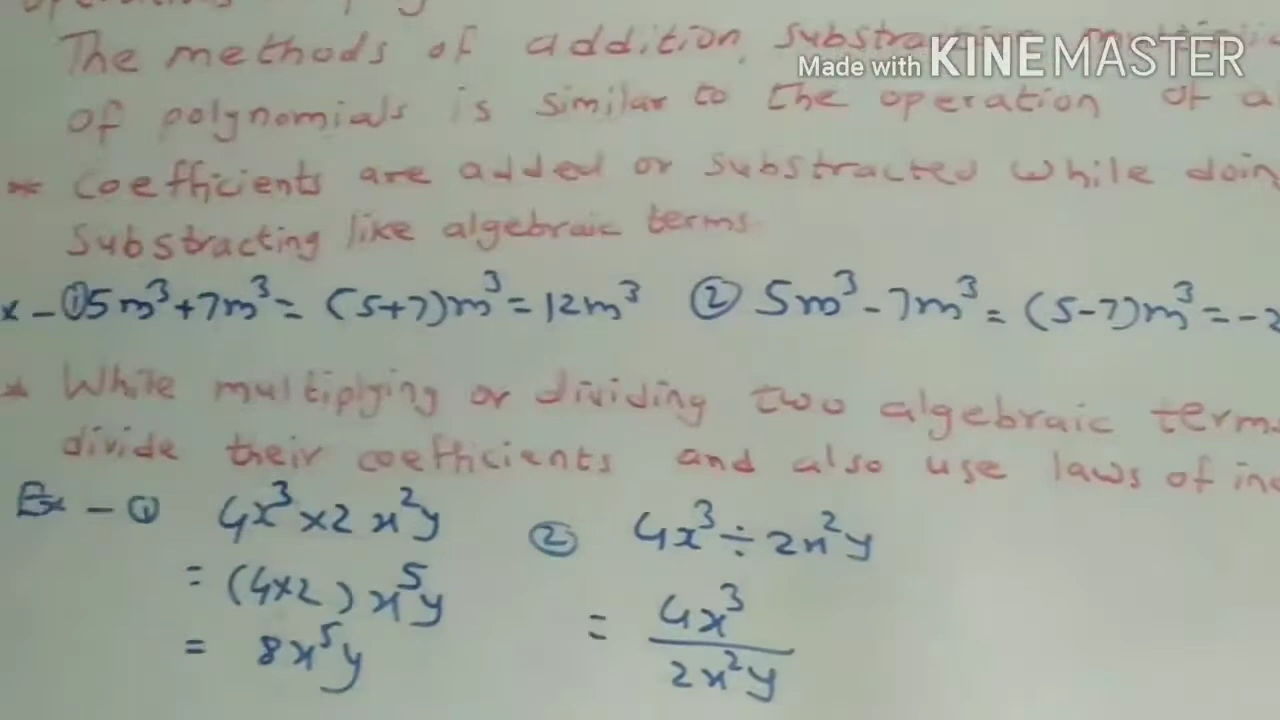 The methods of addition, substra
Made with KINEMASTER
of polynomials is similar to the operation of a
* Coefficients are added or substracted while doin
Substracting like algebraic terms.
x - ① 5m³ + 7m³ = (5+7)m³ = 12m³ ② 5m³ - 7m³ = (5-7)m³ = -2
* While multiplying or dividing two algebraic terms
divide their coefficients and also use laws of in
Ex - ① 4x³ × 2x²y ② 4x³ ÷ 2x²y
= (4×2) x⁵y = 4x³
= 8x⁵y 2x²y